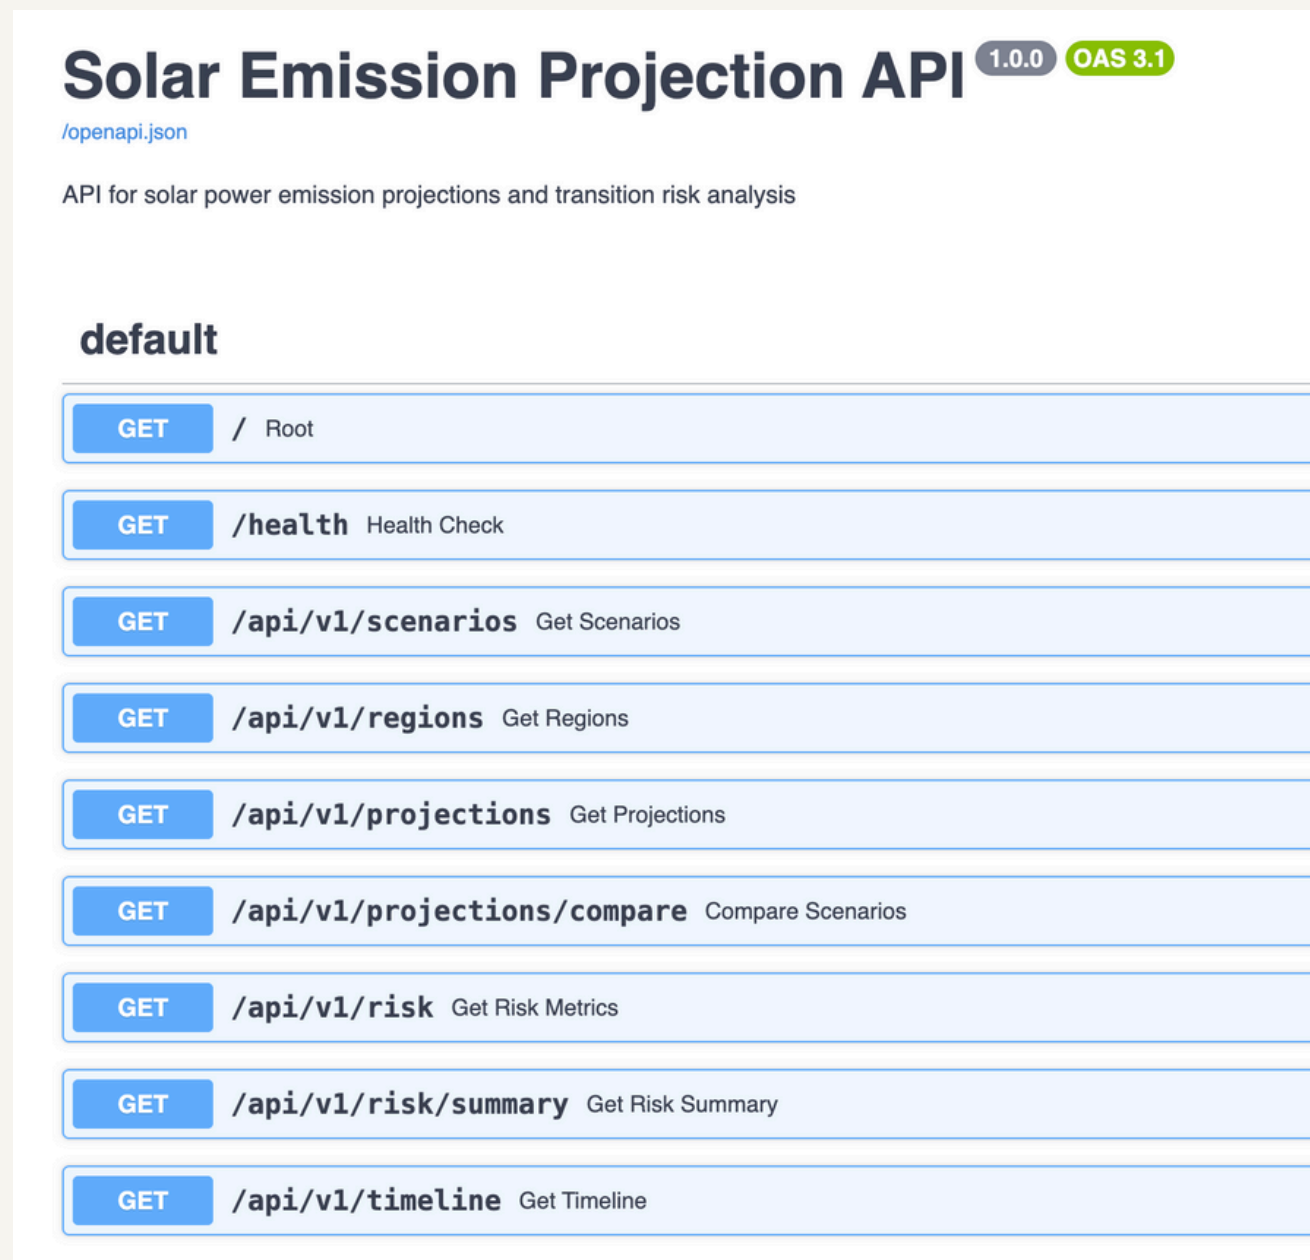 Solar Emission Projection API 1.0.0 OAS 3.1
/openapi.json
API for solar power emission projections and transition risk analysis
default
GET / Root
GET /health Health Check
GET /api/v1/scenarios Get Scenarios
GET /api/v1/regions Get Regions
GET /api/v1/projections Get Projections
GET /api/v1/projections/compare Compare Scenarios
GET /api/v1/risk Get Risk Metrics
GET /api/v1/risk/summary Get Risk Summary
GET /api/v1/timeline Get Timeline